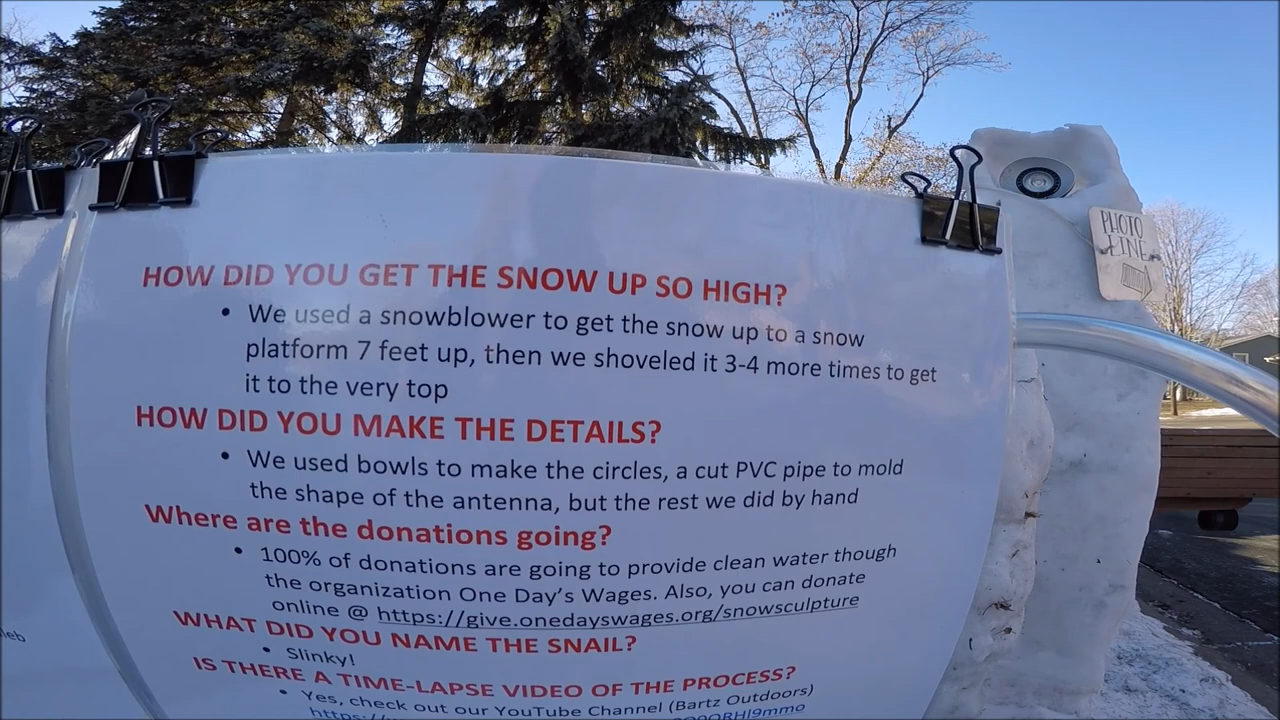 HOW DID YOU GET THE SNOW UP SO HIGH?
• We used a snowblower to get the snow up to a snow
platform 7 feet up, then we shoveled it 3-4 more times to get
it to the very top
HOW DID YOU MAKE THE DETAILS?
• We used bowls to make the circles, a cut PVC pipe to mold
the shape of the antenna, but the rest we did by hand
Where are the donations going?
• 100% of donations are going to provide clean water though
the organization One Day's Wages. Also, you can donate
online @ https://give.onedayswages.org/snowsculpture
WHAT DID YOU NAME THE SNAIL?
• Slinky!
IS THERE A TIME-LAPSE VIDEO OF THE PROCESS?
• Yes, check out our YouTube Channel (Bartz Outdoors)
PHOTO
LINE